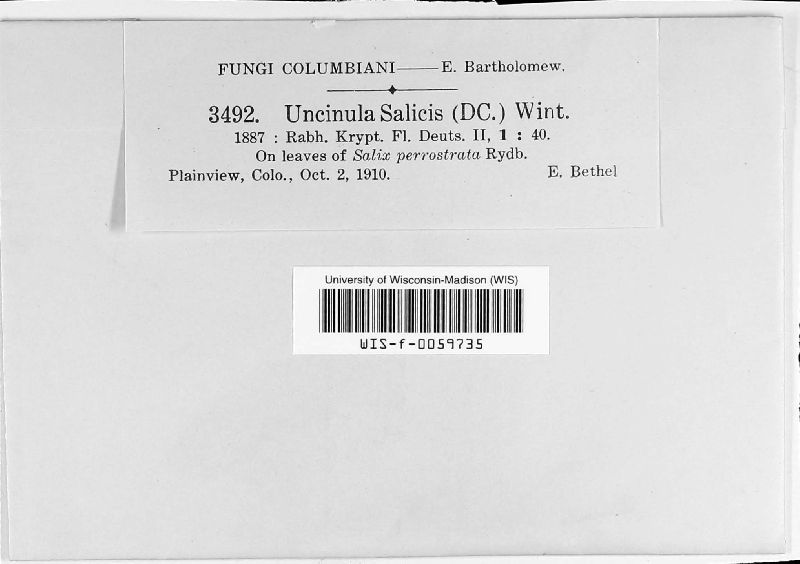 FUNGI COLUMBIANI——E. Bartholomew.
3492. Uncinula Salicis (DC.) Wint.
1887 : Rabh. Krypt. Fl. Deuts. II, 1 : 40.
On leaves of Salix perrostrata Rydb.
Plainview, Colo., Oct. 2, 1910. E. Bethel
University of Wisconsin-Madison (WIS)
WIS-f-0059735